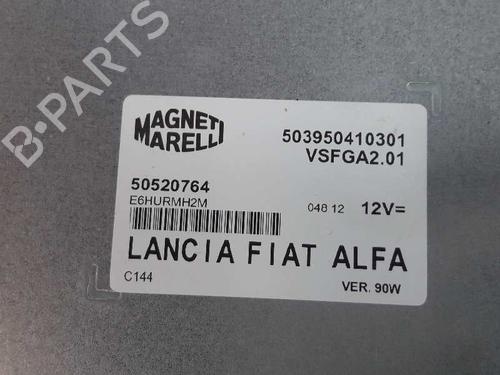 B-PARTS
MAGNETI MARELLI
503950410301
VSFGA2.01
50520764
E6HURMH2M
048 12 12V=
LANCIA FIAT ALFA
C144
VER. 90W